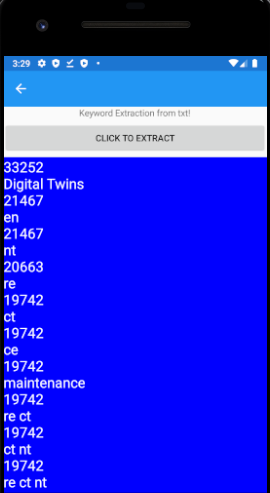 3:29
Keyword Extraction from txt!
CLICK TO EXTRACT
33252
Digital Twins
21467
en
21467
nt
20663
re
19742
ct
19742
ce
19742
maintenance
19742
re ct
19742
ct nt
19742
re ct nt